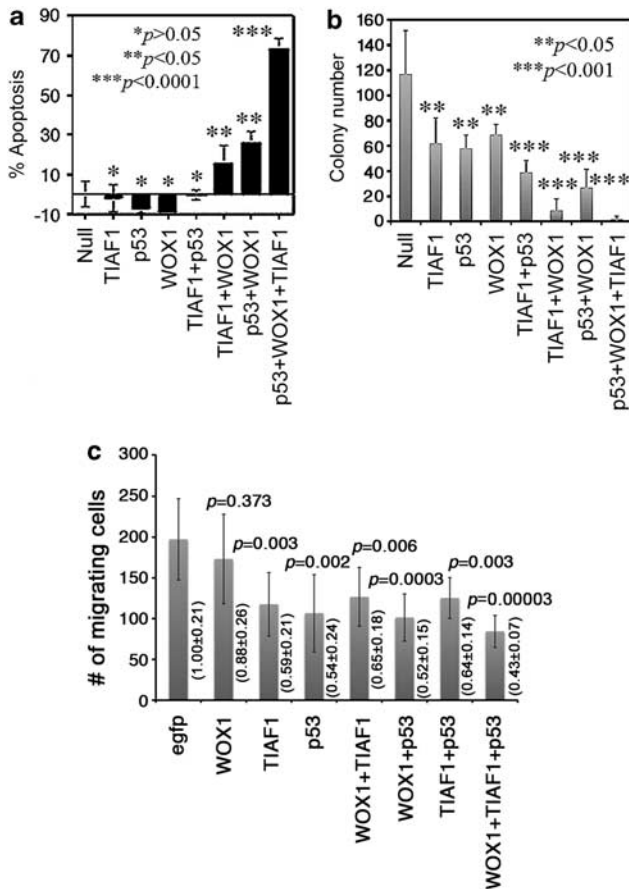 a
% Apoptosis
90
70
50
30
10
-10
*p>0.05
**p<0.05
***p<0.0001
*
*
*
*
**
**
***
Null
TIAF1
p53
WOX1
TIAF1+p53
TIAF1+WOX1
p53+WOX1
p53+WOX1+TIAF1
b
Colony number
160
140
120
100
80
60
40
20
0
**p<0.05
***p<0.001
**
**
**
***
***
***
***
Null
TIAF1
p53
WOX1
TIAF1+p53
TIAF1+WOX1
p53+WOX1
p53+WOX1+TIAF1
c
# of migrating cells
300
250
200
150
100
50
0
p=0.373
p=0.003
p=0.002
p=0.006
p=0.0003
p=0.003
p=0.00003
(1.00±0.21)
(0.88±0.26)
(0.59±0.21)
(0.54±0.24)
(0.65±0.18)
(0.52±0.15)
(0.64±0.14)
(0.43±0.07)
egfp
WOX1
TIAF1
p53
WOX1+TIAF1
WOX1+p53
TIAF1+p53
WOX1+TIAF1+p53